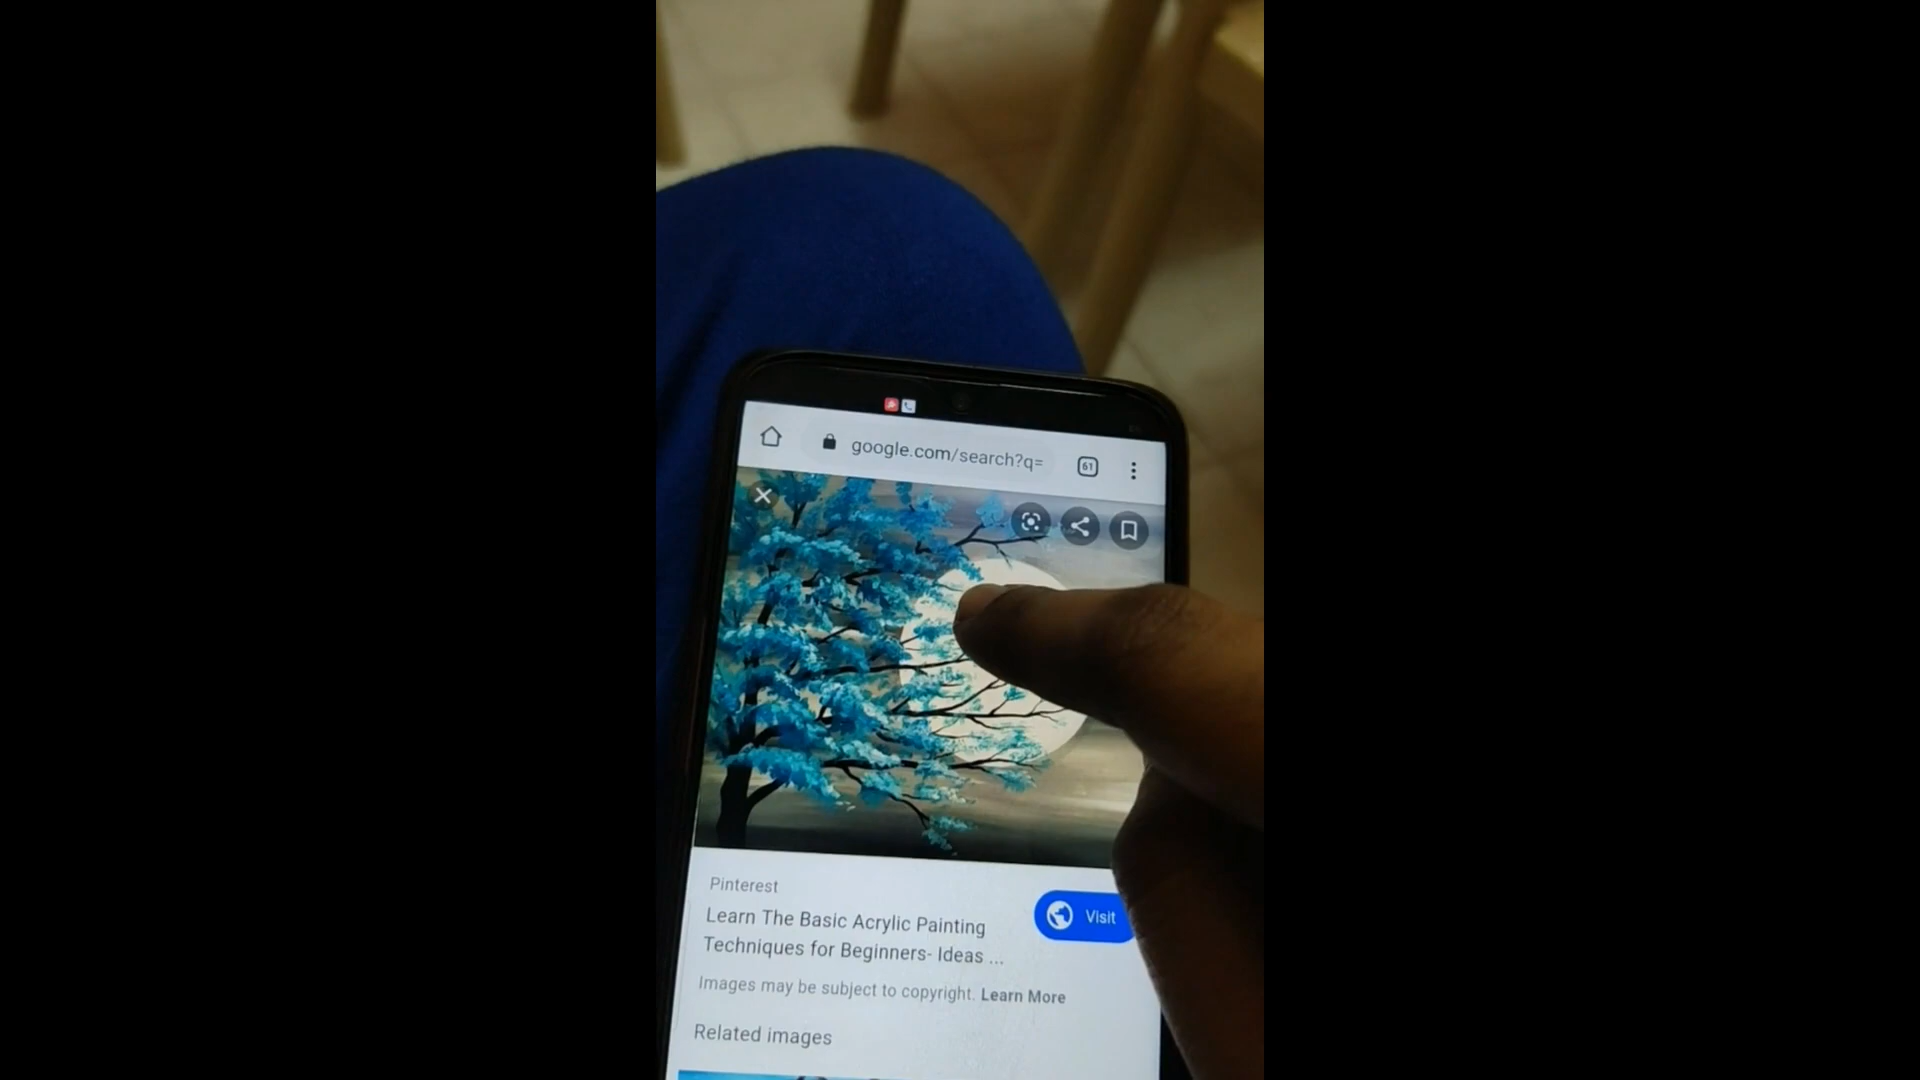 google.com/search?q=
61
Pinterest
Learn The Basic Acrylic Painting
Techniques for Beginners- Ideas ...
Visit
Images may be subject to copyright. Learn More
Related images